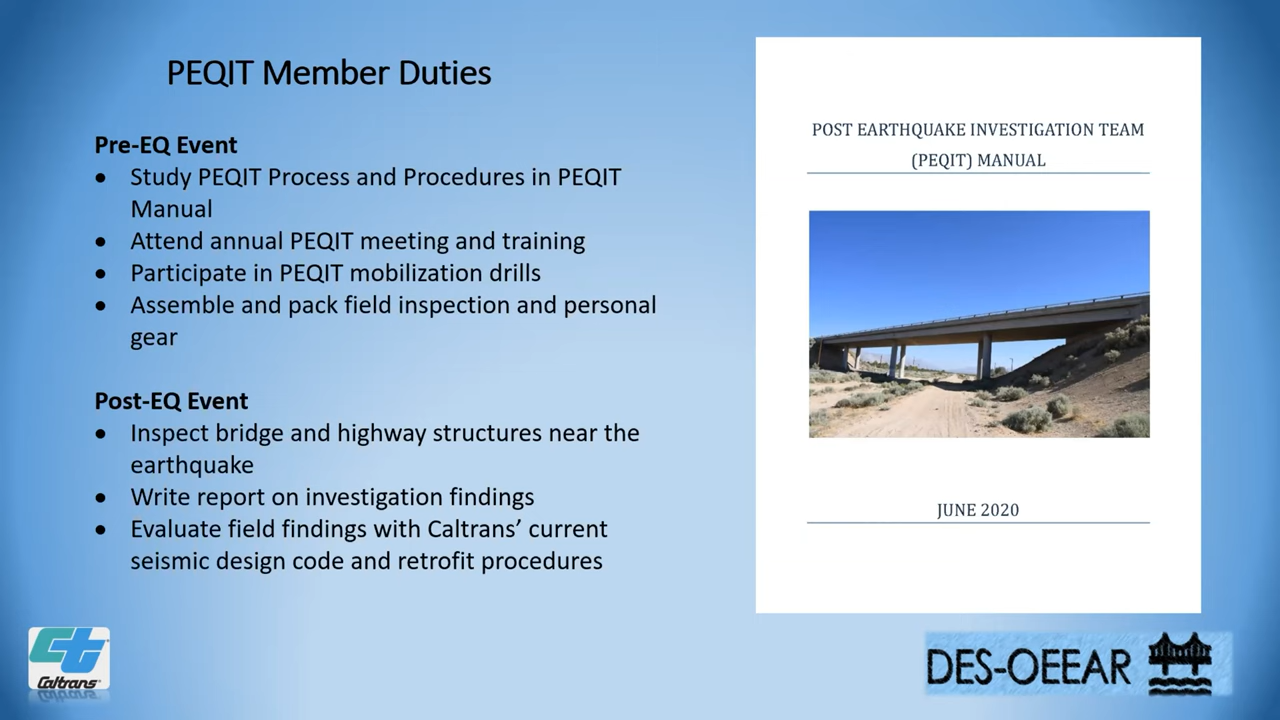 PEQIT Member Duties
Pre-EQ Event
• Study PEQIT Process and Procedures in PEQIT
Manual
• Attend annual PEQIT meeting and training
• Participate in PEQIT mobilization drills
• Assemble and pack field inspection and personal
gear
Post-EQ Event
• Inspect bridge and highway structures near the
earthquake
• Write report on investigation findings
• Evaluate field findings with Caltrans’ current
seismic design code and retrofit procedures
POST EARTHQUAKE INVESTIGATION TEAM
(PEQIT) MANUAL
JUNE 2020
ct
Caltrans
DES-OEEAR